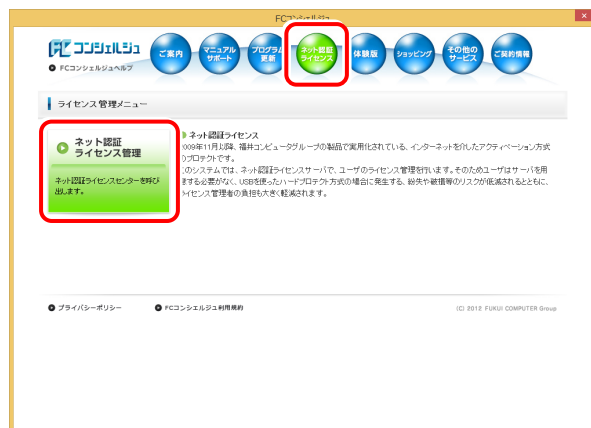 FCコンシェルジュ
FCコンシェルジュ
FCコンシェルジュヘルプ
ご案内
マニュアル
サポート
プログラム
更新
ネット認証
ライセンス
体験版
ショッピング
その他の
サービス
ご契約情報
ライセンス管理メニュー
ネット認証
ライセンス管理
ネット認証ライセンスセンターを呼び
出します。
ネット認証ライセンス
2009年11月以降、福井コンピュータグループの製品で実用化されている、インターネットを介したアクティベーション方式
のプロテクトです。
このシステムでは、ネット認証ライセンスサーバで、ユーザのライセンス管理を行います。そのためユーザはサーバを用
意する必要がなく、USBを使ったハードプロテクト方式の場合に発生する、紛失や破損等のリスクが低減されるとともに、
ライセンス管理者の負担も大きく軽減されます。
プライバシーポリシー
FCコンシェルジュ利用規約
(C) 2012 FUKUI COMPUTER Group